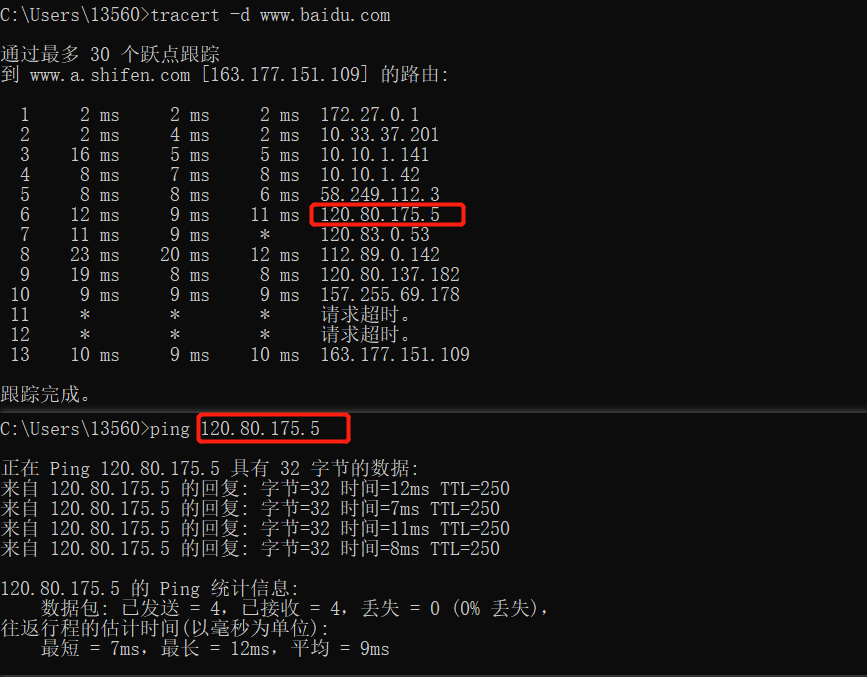 C:\Users\13560>tracert -d www.baidu.com
通过最多 30 个跃点跟踪
到 www.a.shifen.com [163.177.151.109] 的路由:
1 2 ms 2 ms 2 ms 172.27.0.1
2 2 ms 4 ms 2 ms 10.33.37.201
3 16 ms 5 ms 5 ms 10.10.1.141
4 8 ms 7 ms 8 ms 10.10.1.42
5 8 ms 8 ms 6 ms 58.249.112.3
6 12 ms 9 ms 11 ms 120.80.175.5
7 11 ms 9 ms * 120.83.0.53
8 23 ms 20 ms 12 ms 112.89.0.142
9 19 ms 8 ms 8 ms 120.80.137.182
10 9 ms 9 ms 9 ms 157.255.69.178
11 * * * 请求超时。
12 * * * 请求超时。
13 10 ms 9 ms 10 ms 163.177.151.109
跟踪完成。
C:\Users\13560>ping 120.80.175.5
正在 Ping 120.80.175.5 具有 32 字节的数据:
来自 120.80.175.5 的回复: 字节=32 时间=12ms TTL=250
来自 120.80.175.5 的回复: 字节=32 时间=7ms TTL=250
来自 120.80.175.5 的回复: 字节=32 时间=11ms TTL=250
来自 120.80.175.5 的回复: 字节=32 时间=8ms TTL=250
120.80.175.5 的 Ping 统计信息:
数据包: 已发送 = 4，已接收 = 4，丢失 = 0 (0% 丢失)，
往返行程的估计时间(以毫秒为单位):
最短 = 7ms，最长 = 12ms，平均 = 9ms